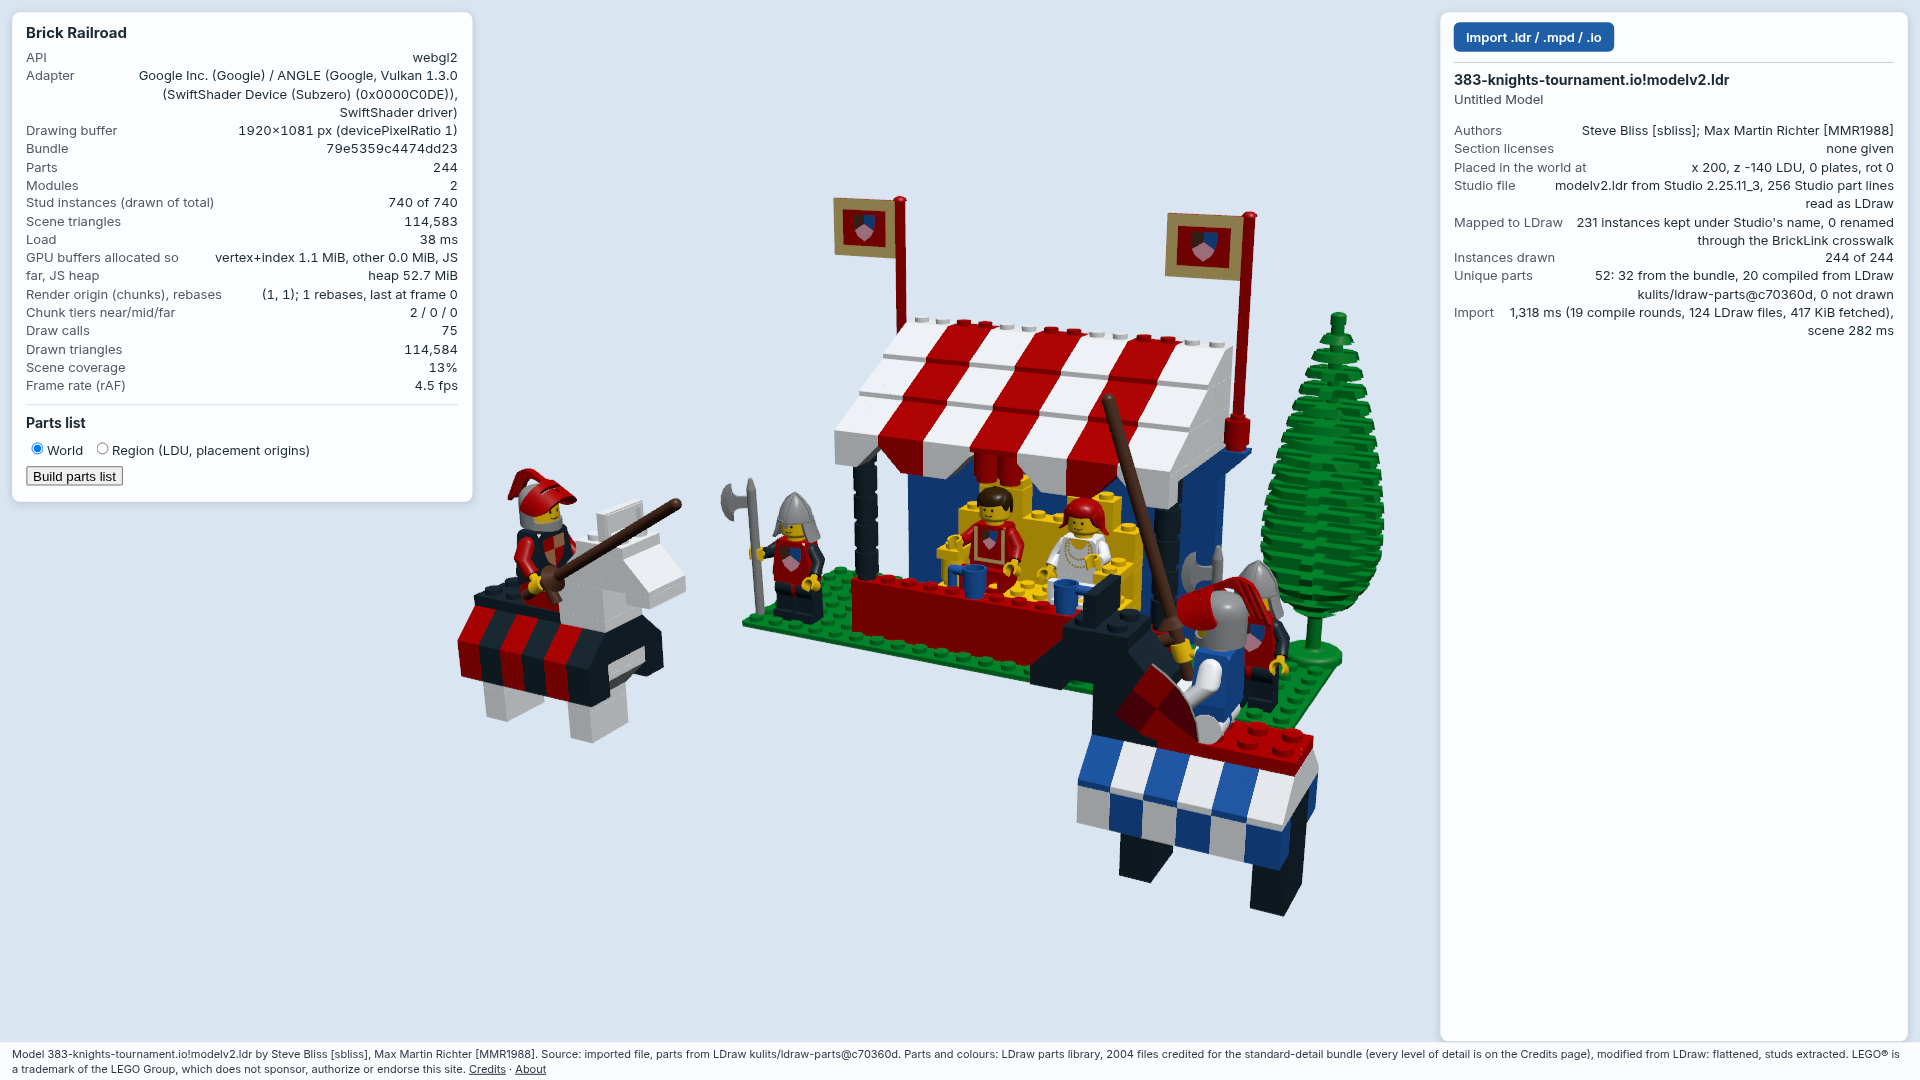 Brick Railroad
API webgl2
Adapter Google Inc. (Google) / ANGLE (Google, Vulkan 1.3.0
(SwiftShader Device (Subzero) (0x0000C0DE)),
SwiftShader driver)
Drawing buffer 1920×1081 px (devicePixelRatio 1)
Bundle 79e5359c4474dd23
Parts 244
Modules 2
Stud instances (drawn of total) 740 of 740
Scene triangles 114,583
Load 38 ms
GPU buffers allocated so vertex+index 1.1 MiB, other 0.0 MiB, JS
far, JS heap heap 52.7 MiB
Render origin (chunks), rebases (1, 1); 1 rebases, last at frame 0
Chunk tiers near/mid/far 2 / 0 / 0
Draw calls 75
Drawn triangles 114,584
Scene coverage 13%
Frame rate (rAF) 4.5 fps
Parts list
World Region (LDU, placement origins)
Build parts list
Import .ldr / .mpd / .io
383-knights-tournament.io!modelv2.ldr
Untitled Model
Authors Steve Bliss [sbliss]; Max Martin Richter [MMR1988]
Section licenses none given
Placed in the world at x 200, z -140 LDU, 0 plates, rot 0
Studio file modelv2.ldr from Studio 2.25.11_3, 256 Studio part lines
read as LDraw
Mapped to LDraw 231 instances kept under Studio's name, 0 renamed
through the BrickLink crosswalk
Instances drawn 244 of 244
Unique parts 52: 32 from the bundle, 20 compiled from LDraw
kulits/ldraw-parts@c70360d, 0 not drawn
Import 1,318 ms (19 compile rounds, 124 LDraw files, 417 KiB fetched),
scene 282 ms
Model 383-knights-tournament.io!modelv2.ldr by Steve Bliss [sbliss], Max Martin Richter [MMR1988]. Source: imported file, parts from LDraw kulits/ldraw-parts@c70360d. Parts and colours: LDraw parts library, 2004 files credited for the standard-detail bundle (every level of detail is on the Credits page), modified from LDraw: flattened, studs extracted. LEGO® is
a trademark of the LEGO Group, which does not sponsor, authorize or endorse this site. Credits · About